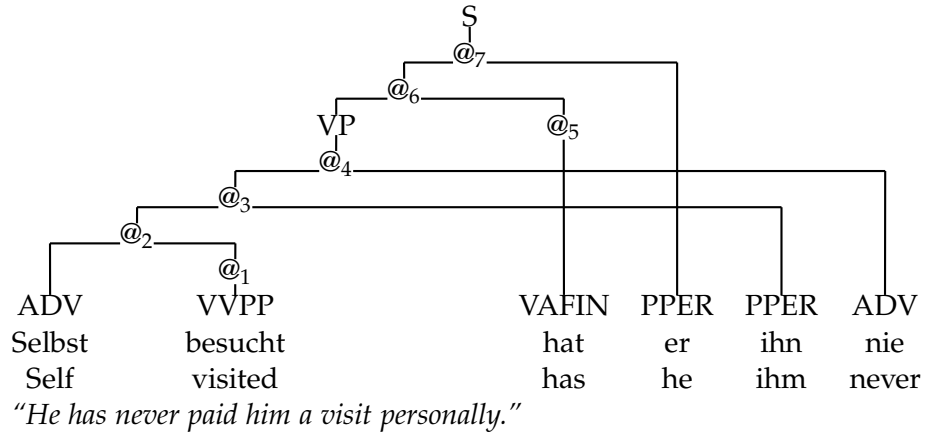 S
@7
@6
VP @5
@4
@3
@2
@1
ADV VVPP VAFIN PPER PPER ADV
Selbst besucht hat er ihn nie
Self visited has he ihm never
“He has never paid him a visit personally.”